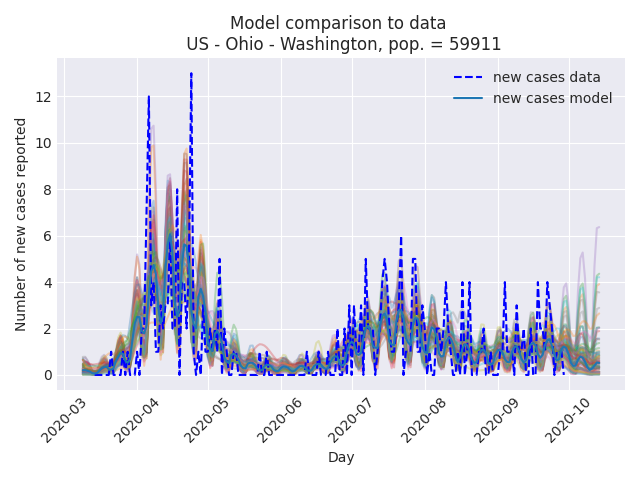 Model comparison to data
US - Ohio - Washington, pop. = 59911
new cases data
new cases model
Number of new cases reported
12
10
8
6
4
2
0
2020-03
2020-04
2020-05
2020-06
2020-07
2020-08
2020-09
2020-10
Day